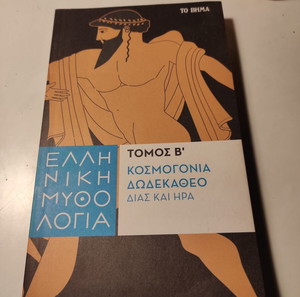 ΤΟ ΒΗΜΑ
ΕΛΛΗ
ΝΙΚΗ
ΜΥΘΟ
ΛΟΓΙΑ
ΤΟΜΟΣ Β'
ΚΟΣΜΟΓΟΝΙΑ
ΔΩΔΕΚΑΘΕΟ
ΔΙΑΣ ΚΑΙ ΗΡΑ